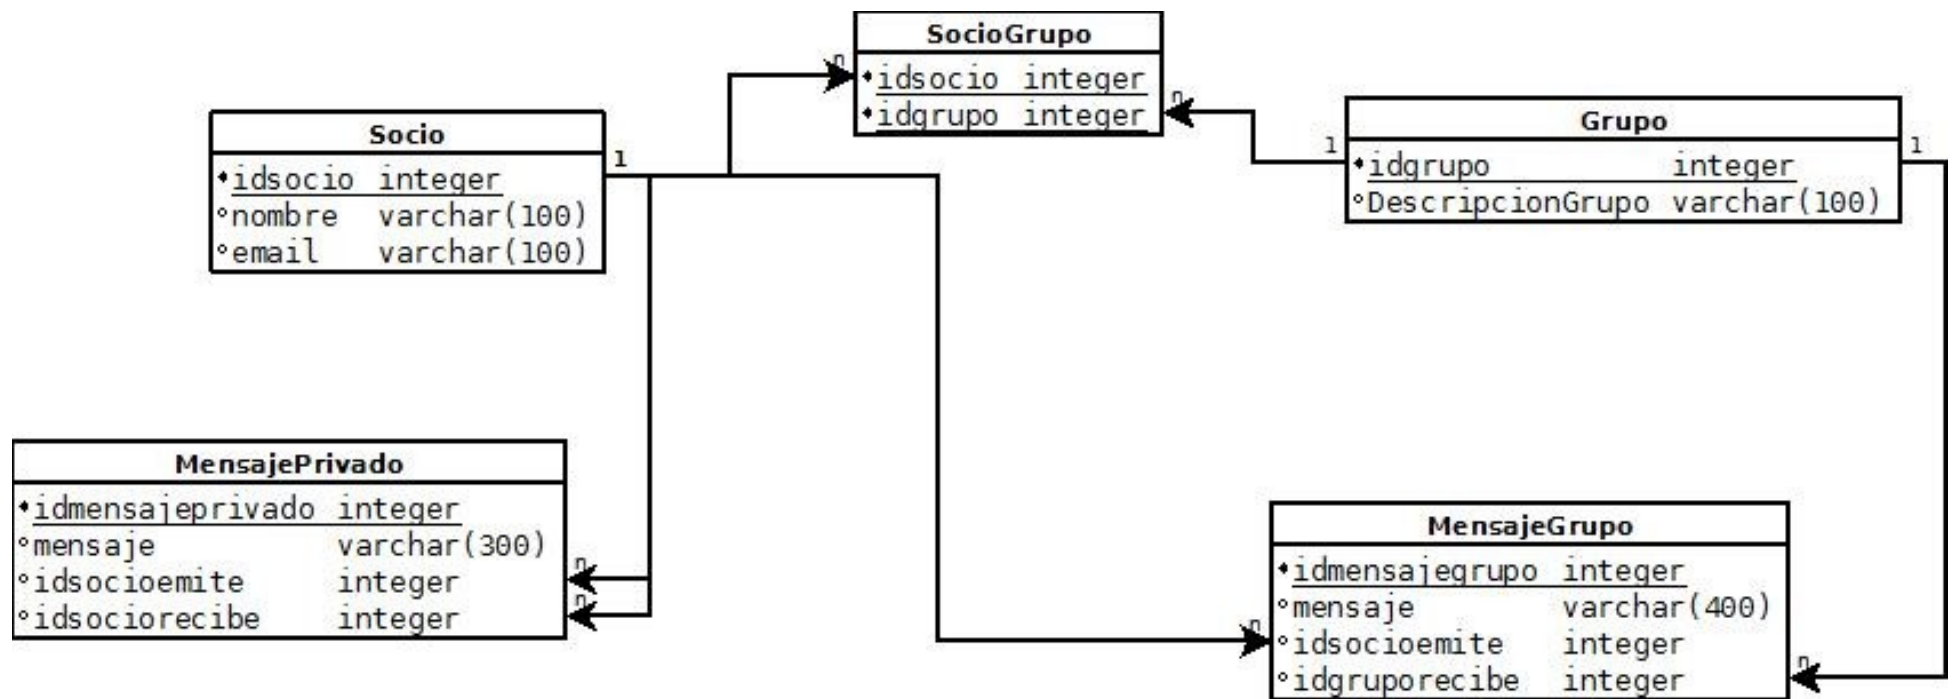 SocioGrupo
idsocio integer
idgrupo integer
n
n
Socio
idsocio integer
nombre varchar(100)
email varchar(100)
1
Grupo
idgrupo integer
DescripcionGrupo varchar(100)
1
1
MensajePrivado
idmensajeprivado integer
mensaje varchar(300)
idsocioemite integer
idsociorecibe integer
n
n
MensajeGrupo
idmensajegrupo integer
mensaje varchar(400)
idsocioemite integer
idgruporecibe integer
n
n